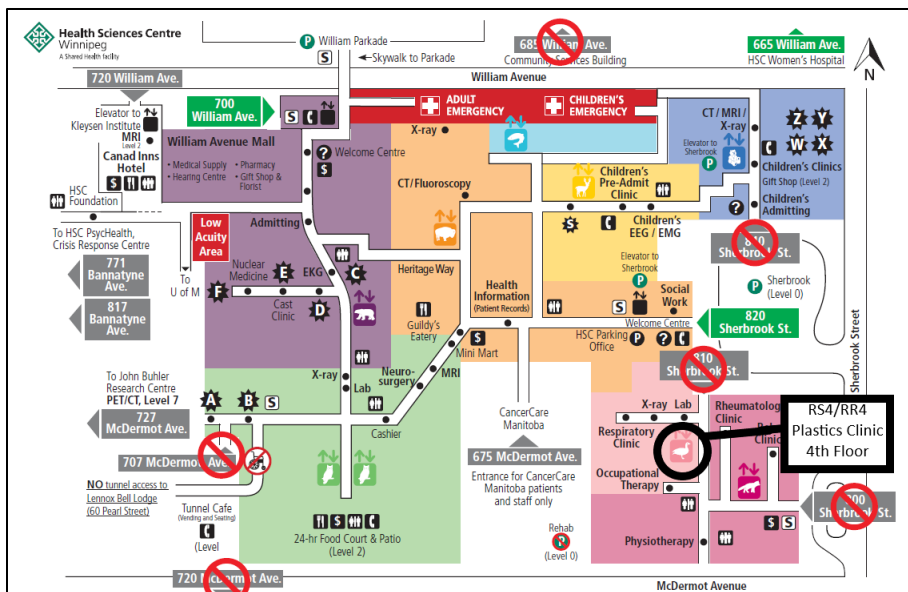 Health Sciences Centre
Winnipeg
A Shared Health facility
P William Parkade
S
Skywalk to Parkade
685 William Ave.
Community Services Building
665 William Ave.
HSC Women's Hospital
N
William Avenue
720 William Ave.
Elevator to
Kleysen Institute
MRI
Level 2
Canad Inns
Hotel
$
700
William Ave.
S
ADULT
EMERGENCY
CHILDREN'S
EMERGENCY
X-ray
William Avenue Mall
• Medical Supply
• Pharmacy
• Hearing Centre
• Gift Shop &
Florist
? Welcome Centre
$
CT/Fluoroscopy
CT / MRI /
X-ray
Elevator to
Sherbrook
P
Z Y
W X
Children's Clinics
Gift Shop (Level 2)
Children's
Admitting
?
Children's
Pre-Admit
Clinic
$
Children's
EEG / EMG
HSC
Foundation
To HSC PsycHealth,
Crisis Response Centre
771
Bannatyne
Ave.
817
Bannatyne
Ave.
To
U of M
Low
Acuity
Area
Admitting
Nuclear
Medicine
E
EKG
C
F
Cast
Clinic
D
Heritage Way
Guildy's
Eatery
Health
Information
(Patient Records)
$
Mini Mart
Elevator to
Sherbrook
P
S
Social
Work
Welcome Centre
HSC Parking
Office
P ?
840
Sherbrook St.
P Sherbrook
(Level 0)
820
Sherbrook St.
810
Sherbrook St.
Sherbrook Street
To John Buhler
Research Centre
PET/CT, Level 7
727
McDermot Ave.
A
B
S
X-ray
Lab
Neuro-
surgery
MRI
Cashier
CancerCare
Manitoba
675 McDermot Ave.
Entrance for CancerCare
Manitoba patients
and staff only
X-ray Lab
Respiratory
Clinic
Occupational
Therapy
Physiotherapy
Rheumatology
Clinic
Clinic
RS4/RR4
Plastics Clinic
4th Floor
Sherbrook St.
$ S
707 McDermot Ave.
NO tunnel access to
Lennox Bell Lodge
(60 Pearl Street)
Tunnel Cafe
(Vending and Seating)
(Level
$
24-hr Food Court & Patio
(Level 2)
Rehab
P
(Level 0)
720 McDermot Ave.
McDermot Avenue